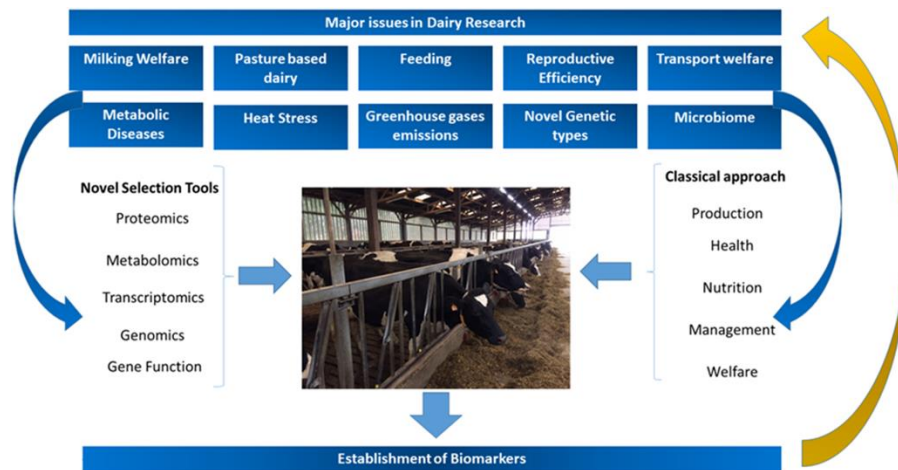 Major issues in Dairy Research
Milking Welfare
Pasture based
dairy
Feeding
Reproductive
Efficiency
Transport welfare
Metabolic
Diseases
Heat Stress
Greenhouse gases
emissions
Novel Genetic
types
Microbiome
Novel Selection Tools
Proteomics
Metabolomics
Transcriptomics
Genomics
Gene Function
Classical approach
Production
Health
Nutrition
Management
Welfare
Establishment of Biomarkers